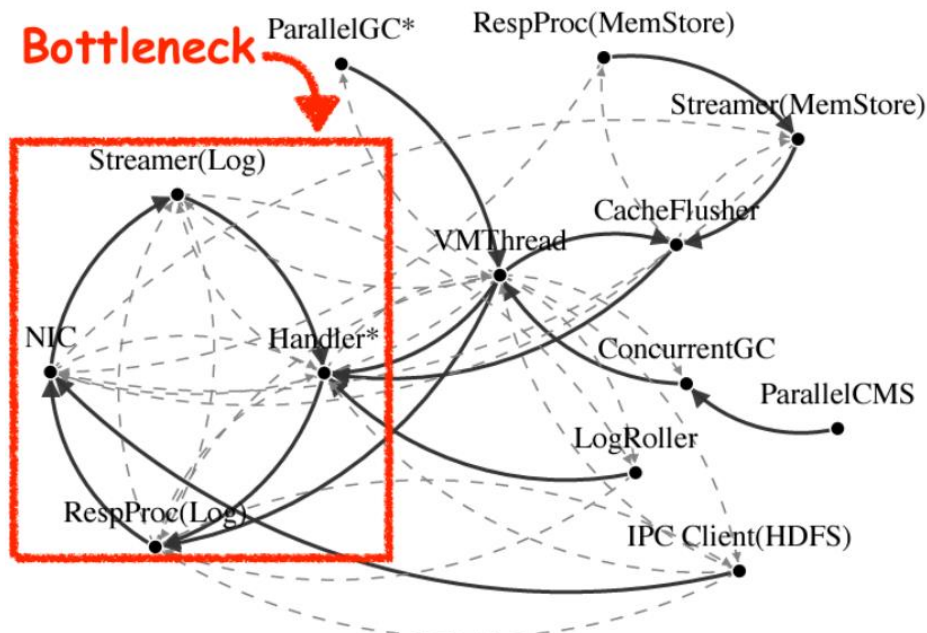 Bottleneck
ParallelGC*
RespProc(MemStore)
Streamer(MemStore)
Streamer(Log)
CacheFlusher
VMThread
NIC
Handler*
ConcurrentGC
ParallelCMS
LogRoller
RespProc(Log)
IPC Client(HDFS)